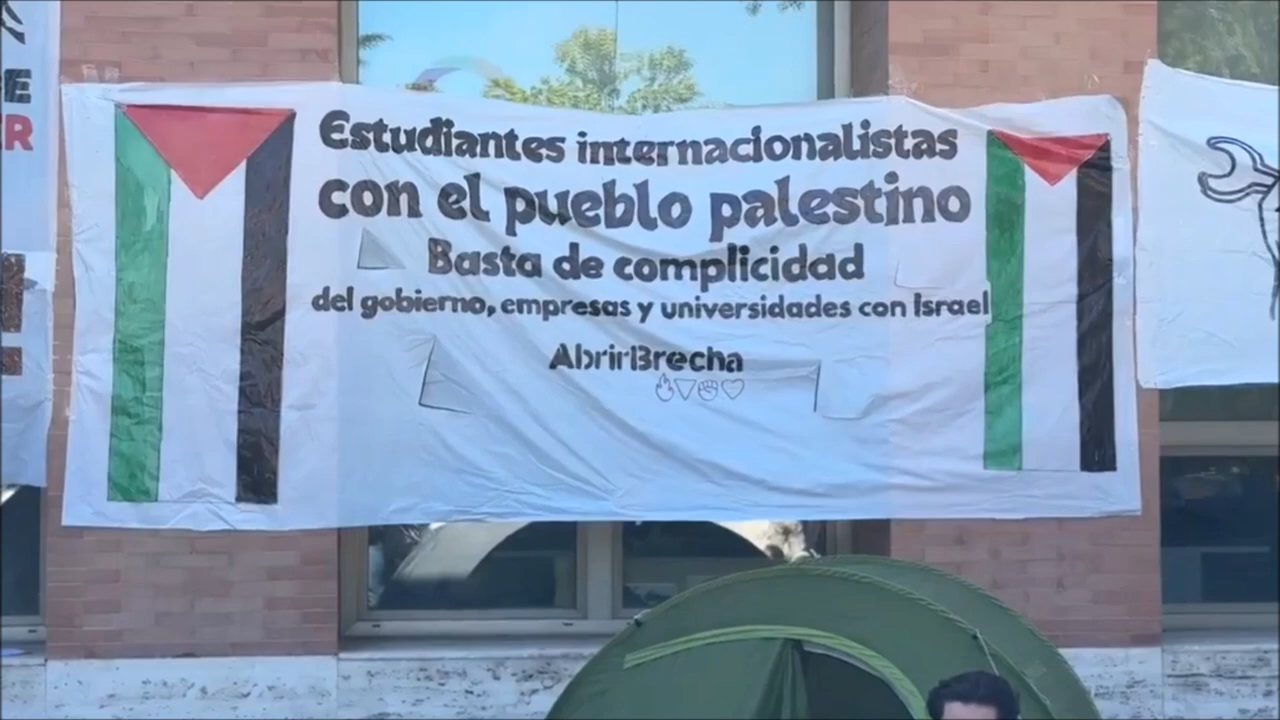 Estudiantes internacionalistas
con el pueblo palestino
Basta de complicidad
del gobierno, empresas y universidades con Israel
AbrirBrecha